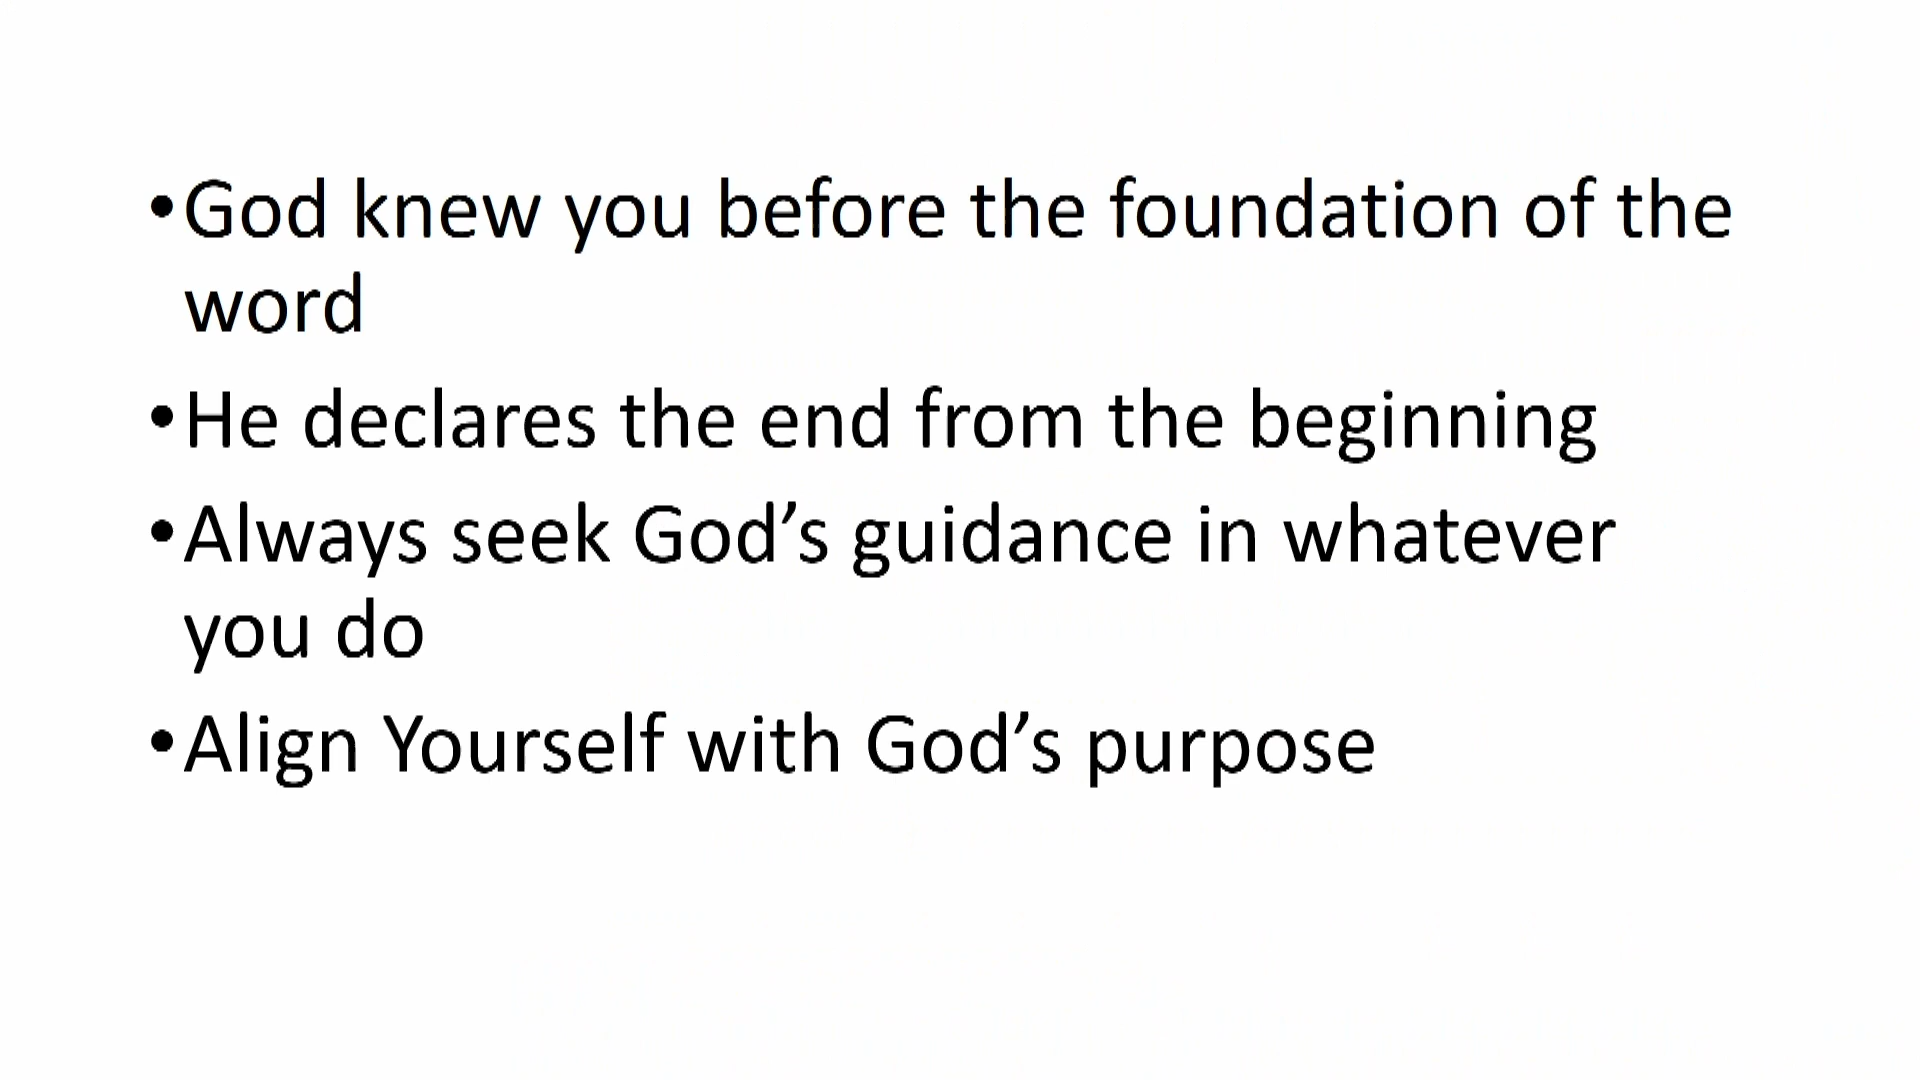 •God knew you before the foundation of the
word
•He declares the end from the beginning
•Always seek God’s guidance in whatever
you do
•Align Yourself with God’s purpose